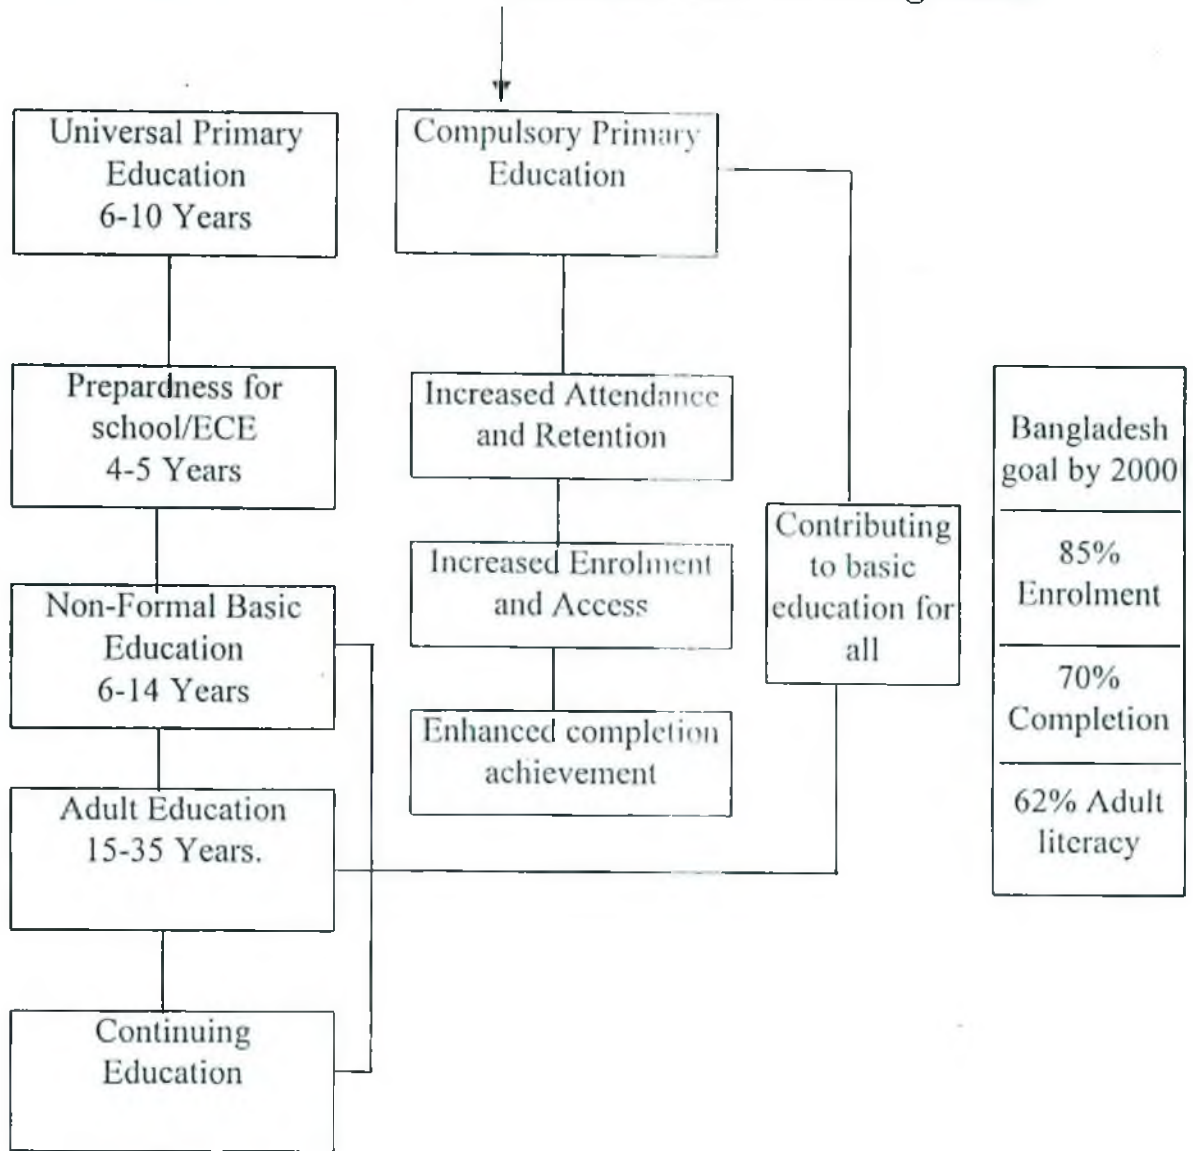 Universal Primary
Education
6-10 Years
Prepardness for
school/ECE
4-5 Years
Non-Formal Basic
Education
6-14 Years
Adult Education
15-35 Years.
Continuing
Education
Compulsory Primary
Education
Increased Attendance
and Retention
Increased Enrolment
and Access
Enhanced completion
achievement
Contributing
to basic
education for
all
Bangladesh
goal by 2000
85%
Enrolment
70%
Completion
62% Adult
literacy